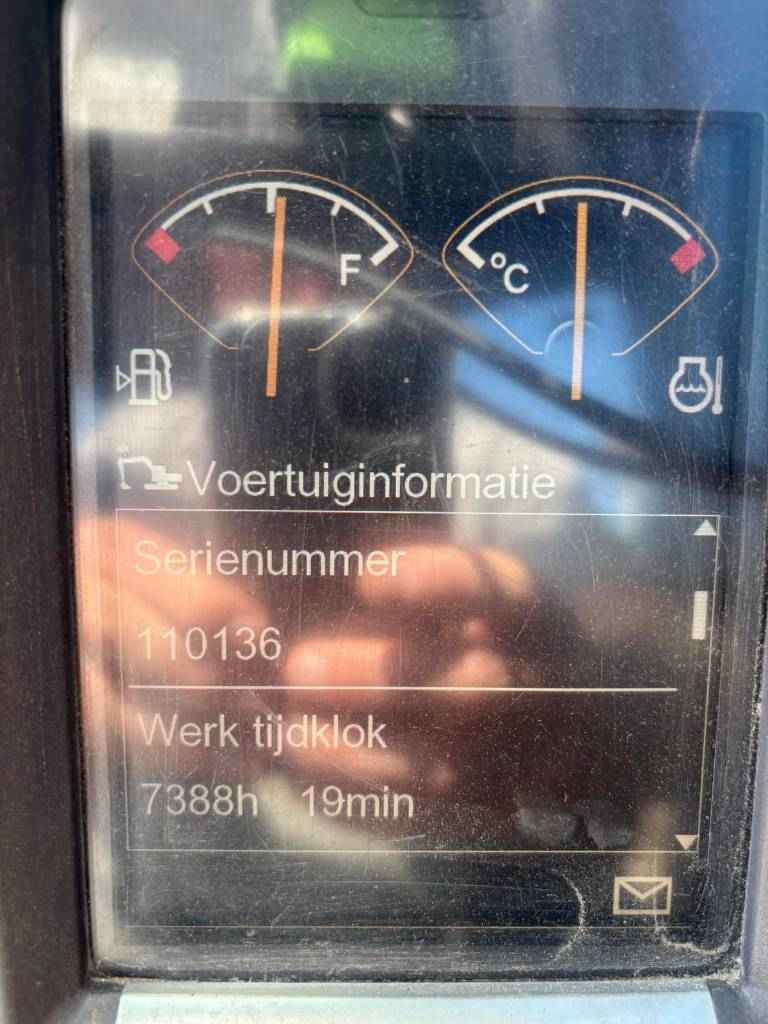 F
°C
Voertuiginformatie
Serienummer
110136
Werk tijdklok
7388h 19min